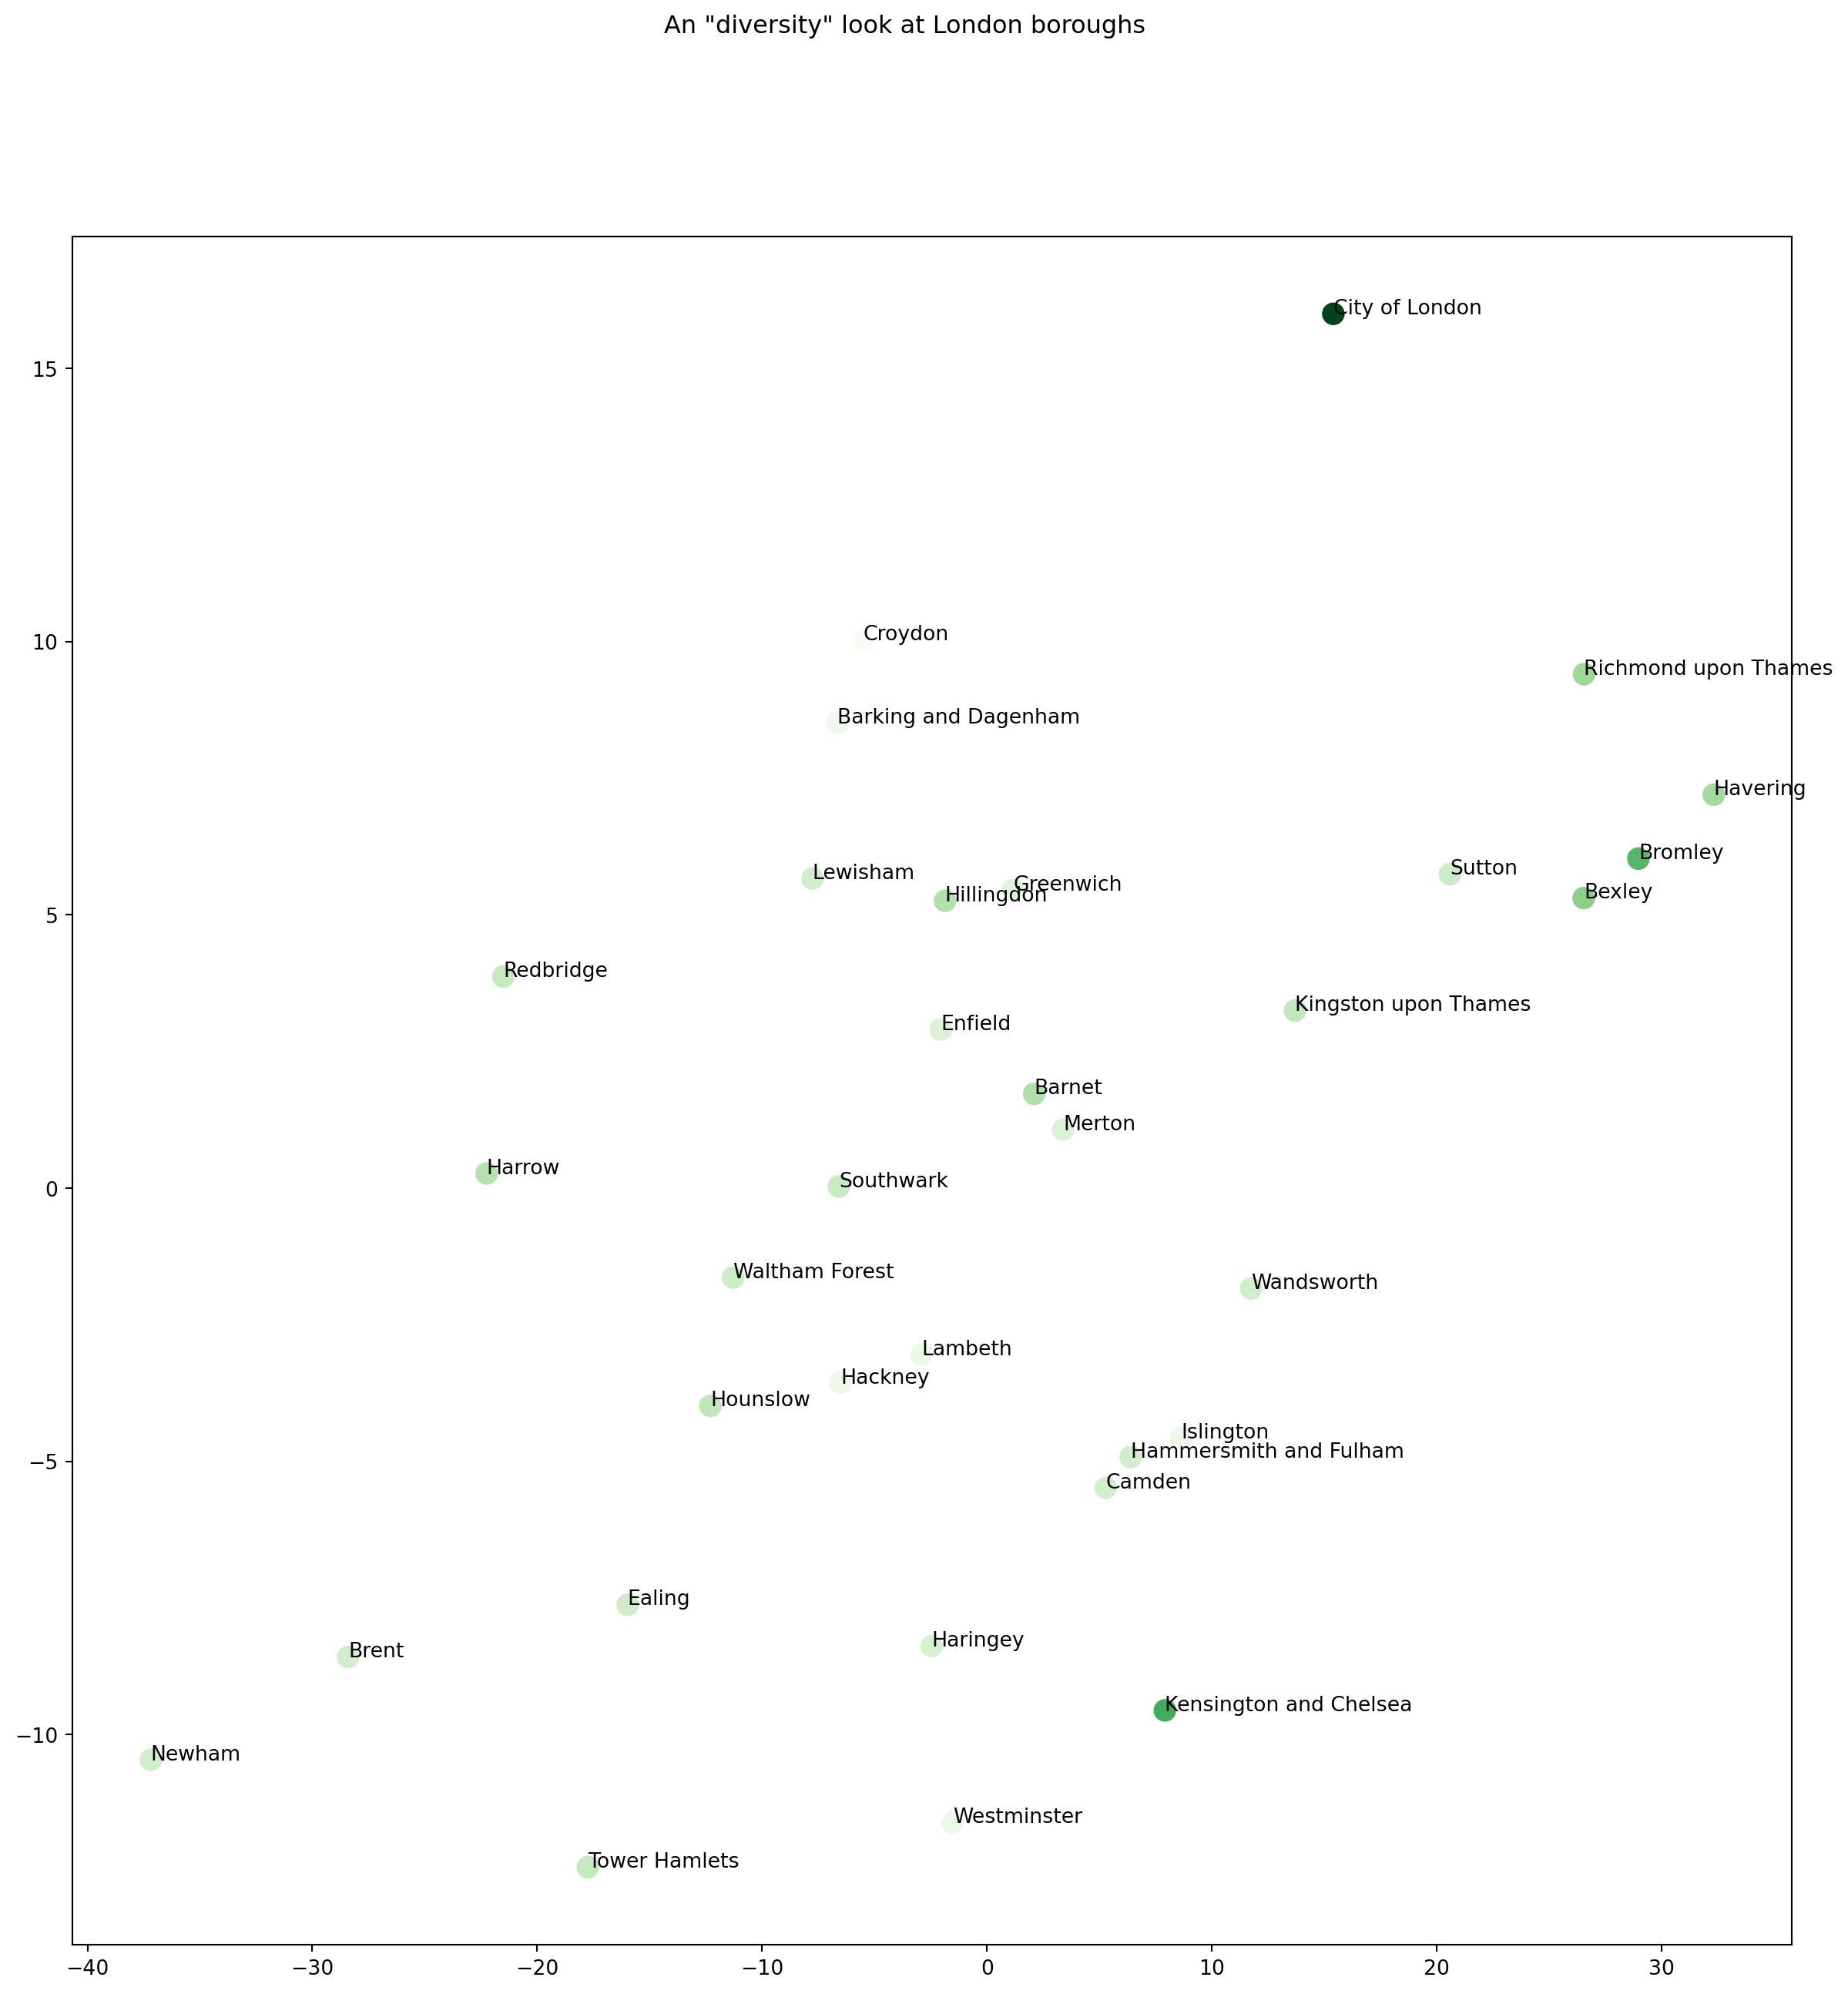 An "diversity" look at London boroughs
City of London
15
Croydon
10
Richmond upon Thames
Barking and Dagenham
Havering
Bromley
Sutton
Lewisham
Greenwich
Hillingdon
Bexley
5
Redbridge
Kingston upon Thames
Enfield
Barnet
Merton
Harrow
Southwark
0
Waltham Forest
Wandsworth
Lambeth
Hackney
Hounslow
Islington
Hammersmith and Fulham
−5
Camden
Ealing
Haringey
Brent
Kensington and Chelsea
−10
Newham
Westminster
Tower Hamlets
−40 −30 −20 −10 0 10 20 30